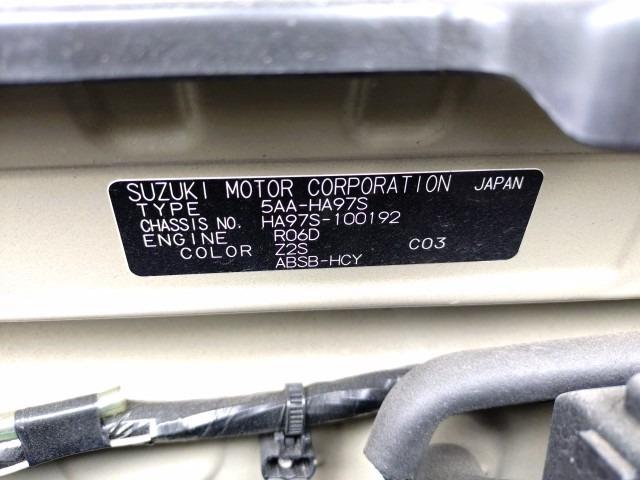 SUZUKI MOTOR CORPORATION JAPAN
TYPE 5AA-HA97S
CHASSIS NO. HA97S-100192
ENGINE R06D
COLOR Z2S C03
ABSB-HCY